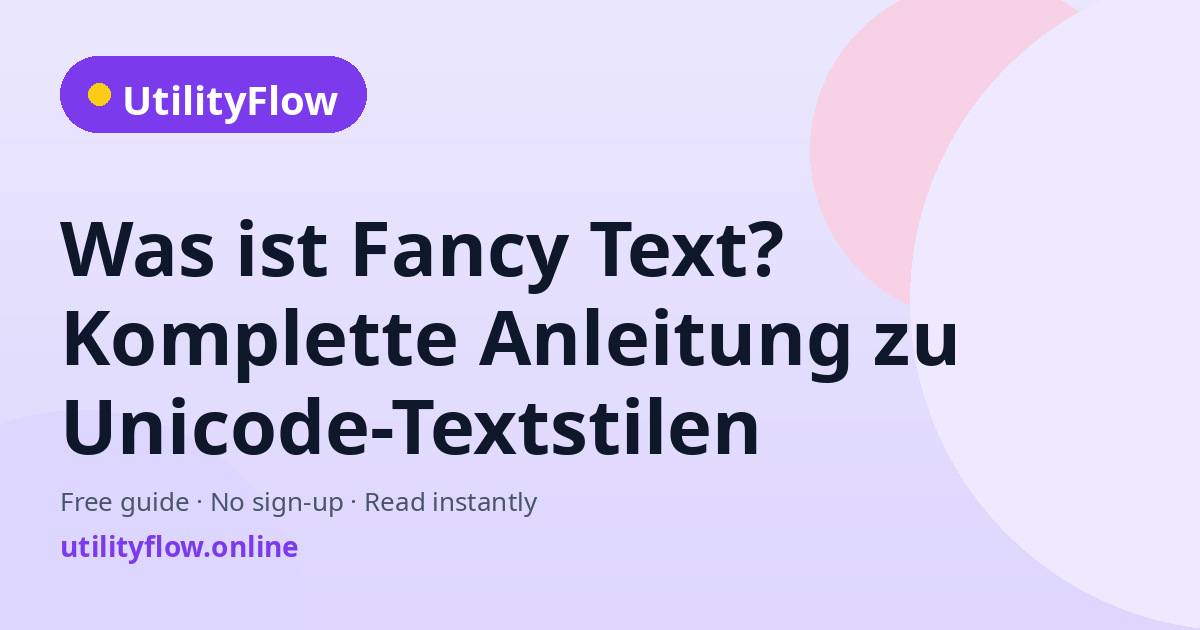 UtilityFlow
Was ist Fancy Text?
Komplette Anleitung zu
Unicode-Textstilen
Free guide · No sign-up · Read instantly
utilityflow.online